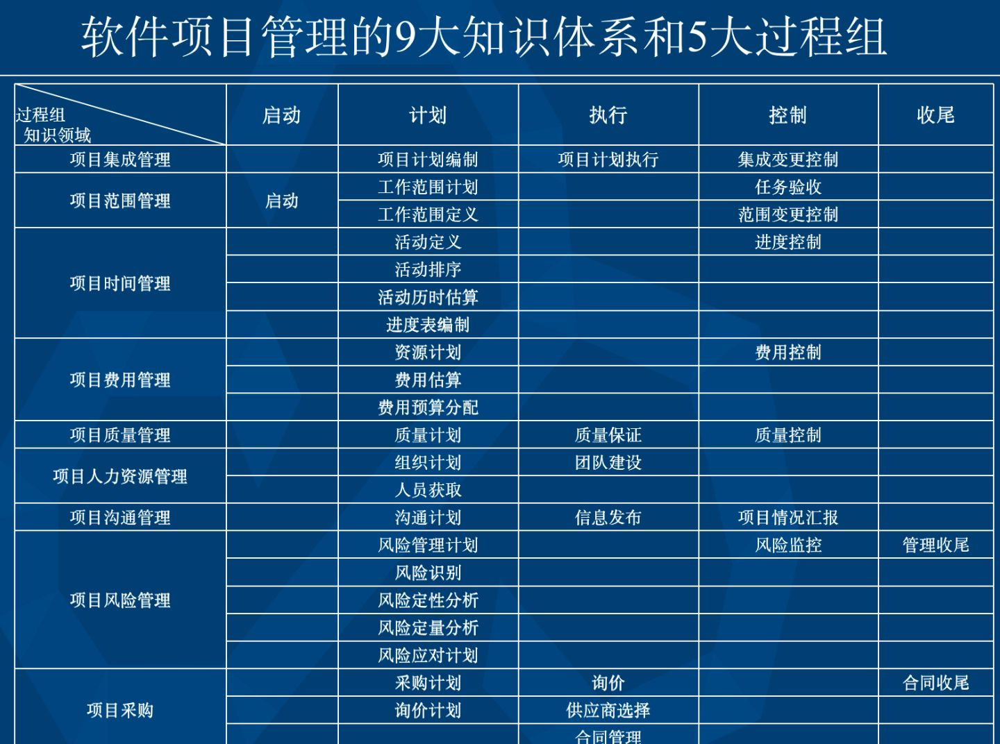 软件项目管理的9大知识体系和5大过程组
过程组
知识领域
启动 计划 执行 控制 收尾
项目集成管理 项目计划编制 项目计划执行 集成变更控制
项目范围管理 启动 工作范围计划 任务验收
工作范围定义 范围变更控制
项目时间管理 活动定义 进度控制
活动排序
活动历时估算
进度表编制
项目费用管理 资源计划 费用控制
费用估算
费用预算分配
项目质量管理 质量计划 质量保证 质量控制
项目人力资源管理 组织计划 团队建设
人员获取
项目沟通管理 沟通计划 信息发布 项目情况汇报
项目风险管理 风险管理计划 风险监控 管理收尾
风险识别
风险定性分析
风险定量分析
风险应对计划
项目采购 采购计划 询价 合同收尾
询价计划 供应商选择
合同管理